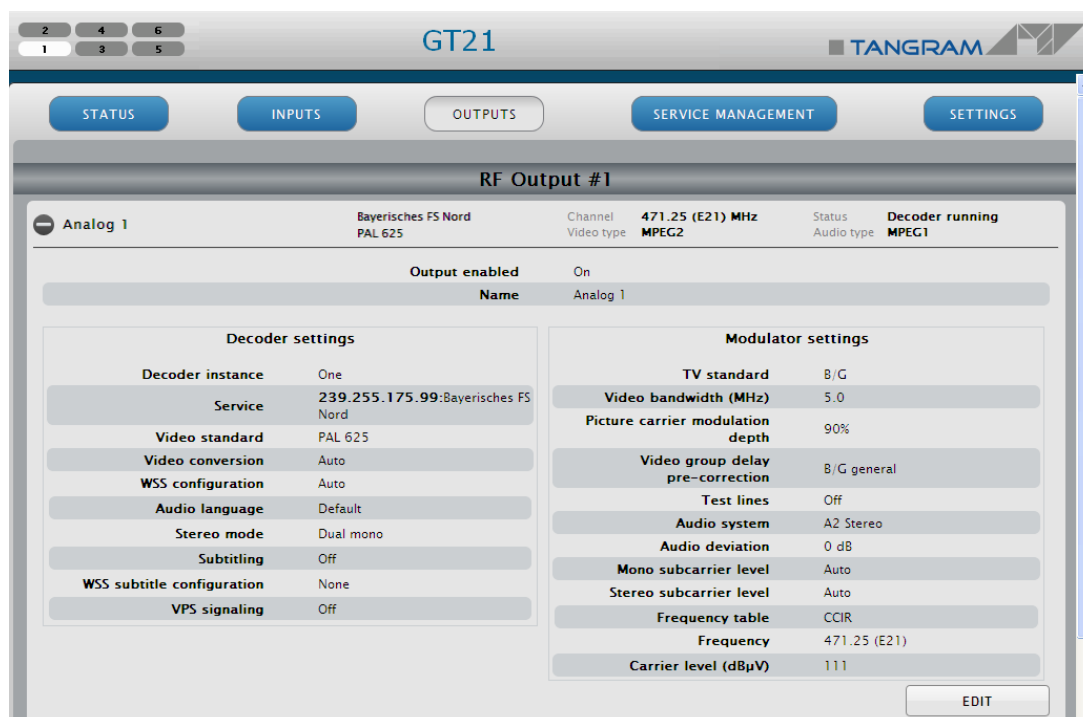 2 4 6
1 3 5
GT21
TANGRAM
STATUS INPUTS OUTPUTS SERVICE MANAGEMENT SETTINGS
RF Output #1
Analog 1
Bayerisches FS Nord
PAL 625
Channel 471.25 (E21) MHz
Video type MPEG2
Status Decoder running
Audio type MPEG1
Output enabled On
Name Analog 1
Decoder settings
Decoder instance One
Service 239.255.175.99:Bayerisches FS
Nord
Video standard PAL 625
Video conversion Auto
WSS configuration Auto
Audio language Default
Stereo mode Dual mono
Subtitling Off
WSS subtitle configuration None
VPS signaling Off
Modulator settings
TV standard B/G
Video bandwidth (MHz) 5.0
Picture carrier modulation
depth 90%
Video group delay
pre-correction B/G general
Test lines Off
Audio system A2 Stereo
Audio deviation 0 dB
Mono subcarrier level Auto
Stereo subcarrier level Auto
Frequency table CCIR
Frequency 471.25 (E21)
Carrier level (dBµV) 111
EDIT